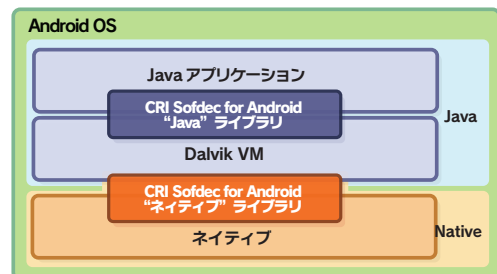 Android OS
Java アプリケーション
CRI Sofdec for Android
“Java” ライブラリ
Java
Dalvik VM
CRI Sofdec for Android
“ネイティブ” ライブラリ
ネイティブ
Native